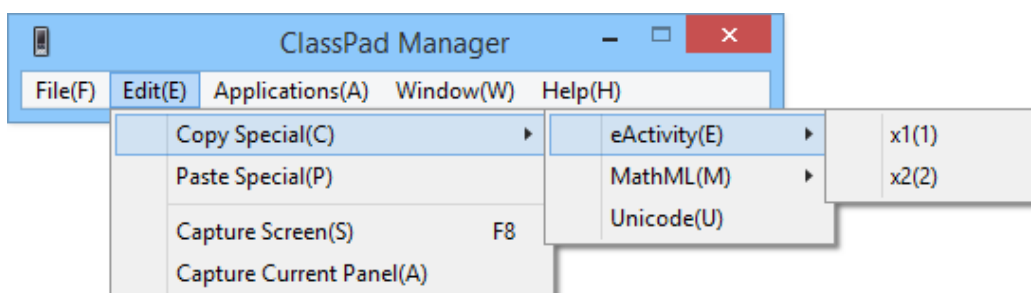 ClassPad Manager
File(F) Edit(E) Applications(A) Window(W) Help(H)
Copy Special(C) eActivity(E) x1(1)
Paste Special(P) MathML(M) x2(2)
Capture Screen(S) F8 Unicode(U)
Capture Current Panel(A)